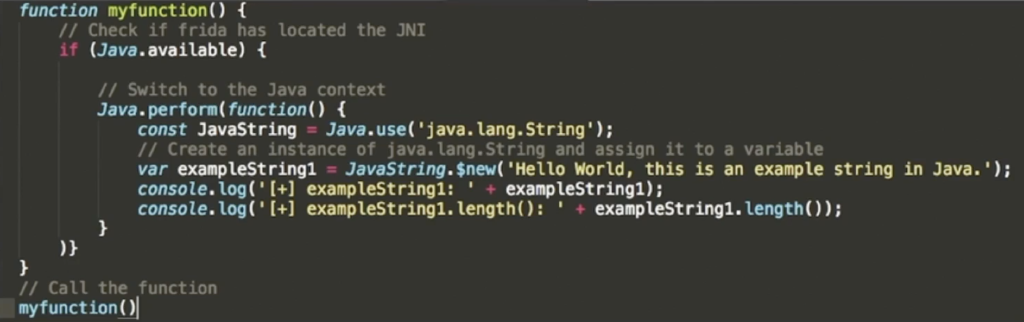 function myfunction() {
    // Check if frida has located the JNI
    if (Java.available) {

        // Switch to the Java context
        Java.perform(function() {
            const JavaString = Java.use('java.lang.String');
            // Create an instance of java.lang.String and assign it to a variable
            var exampleString1 = JavaString.$new('Hello World, this is an example string in Java.');
            console.log('[+] exampleString1: ' + exampleString1);
            console.log('[+] exampleString1.length(): ' + exampleString1.length());
        }
    )}
}
// Call the function
myfunction()